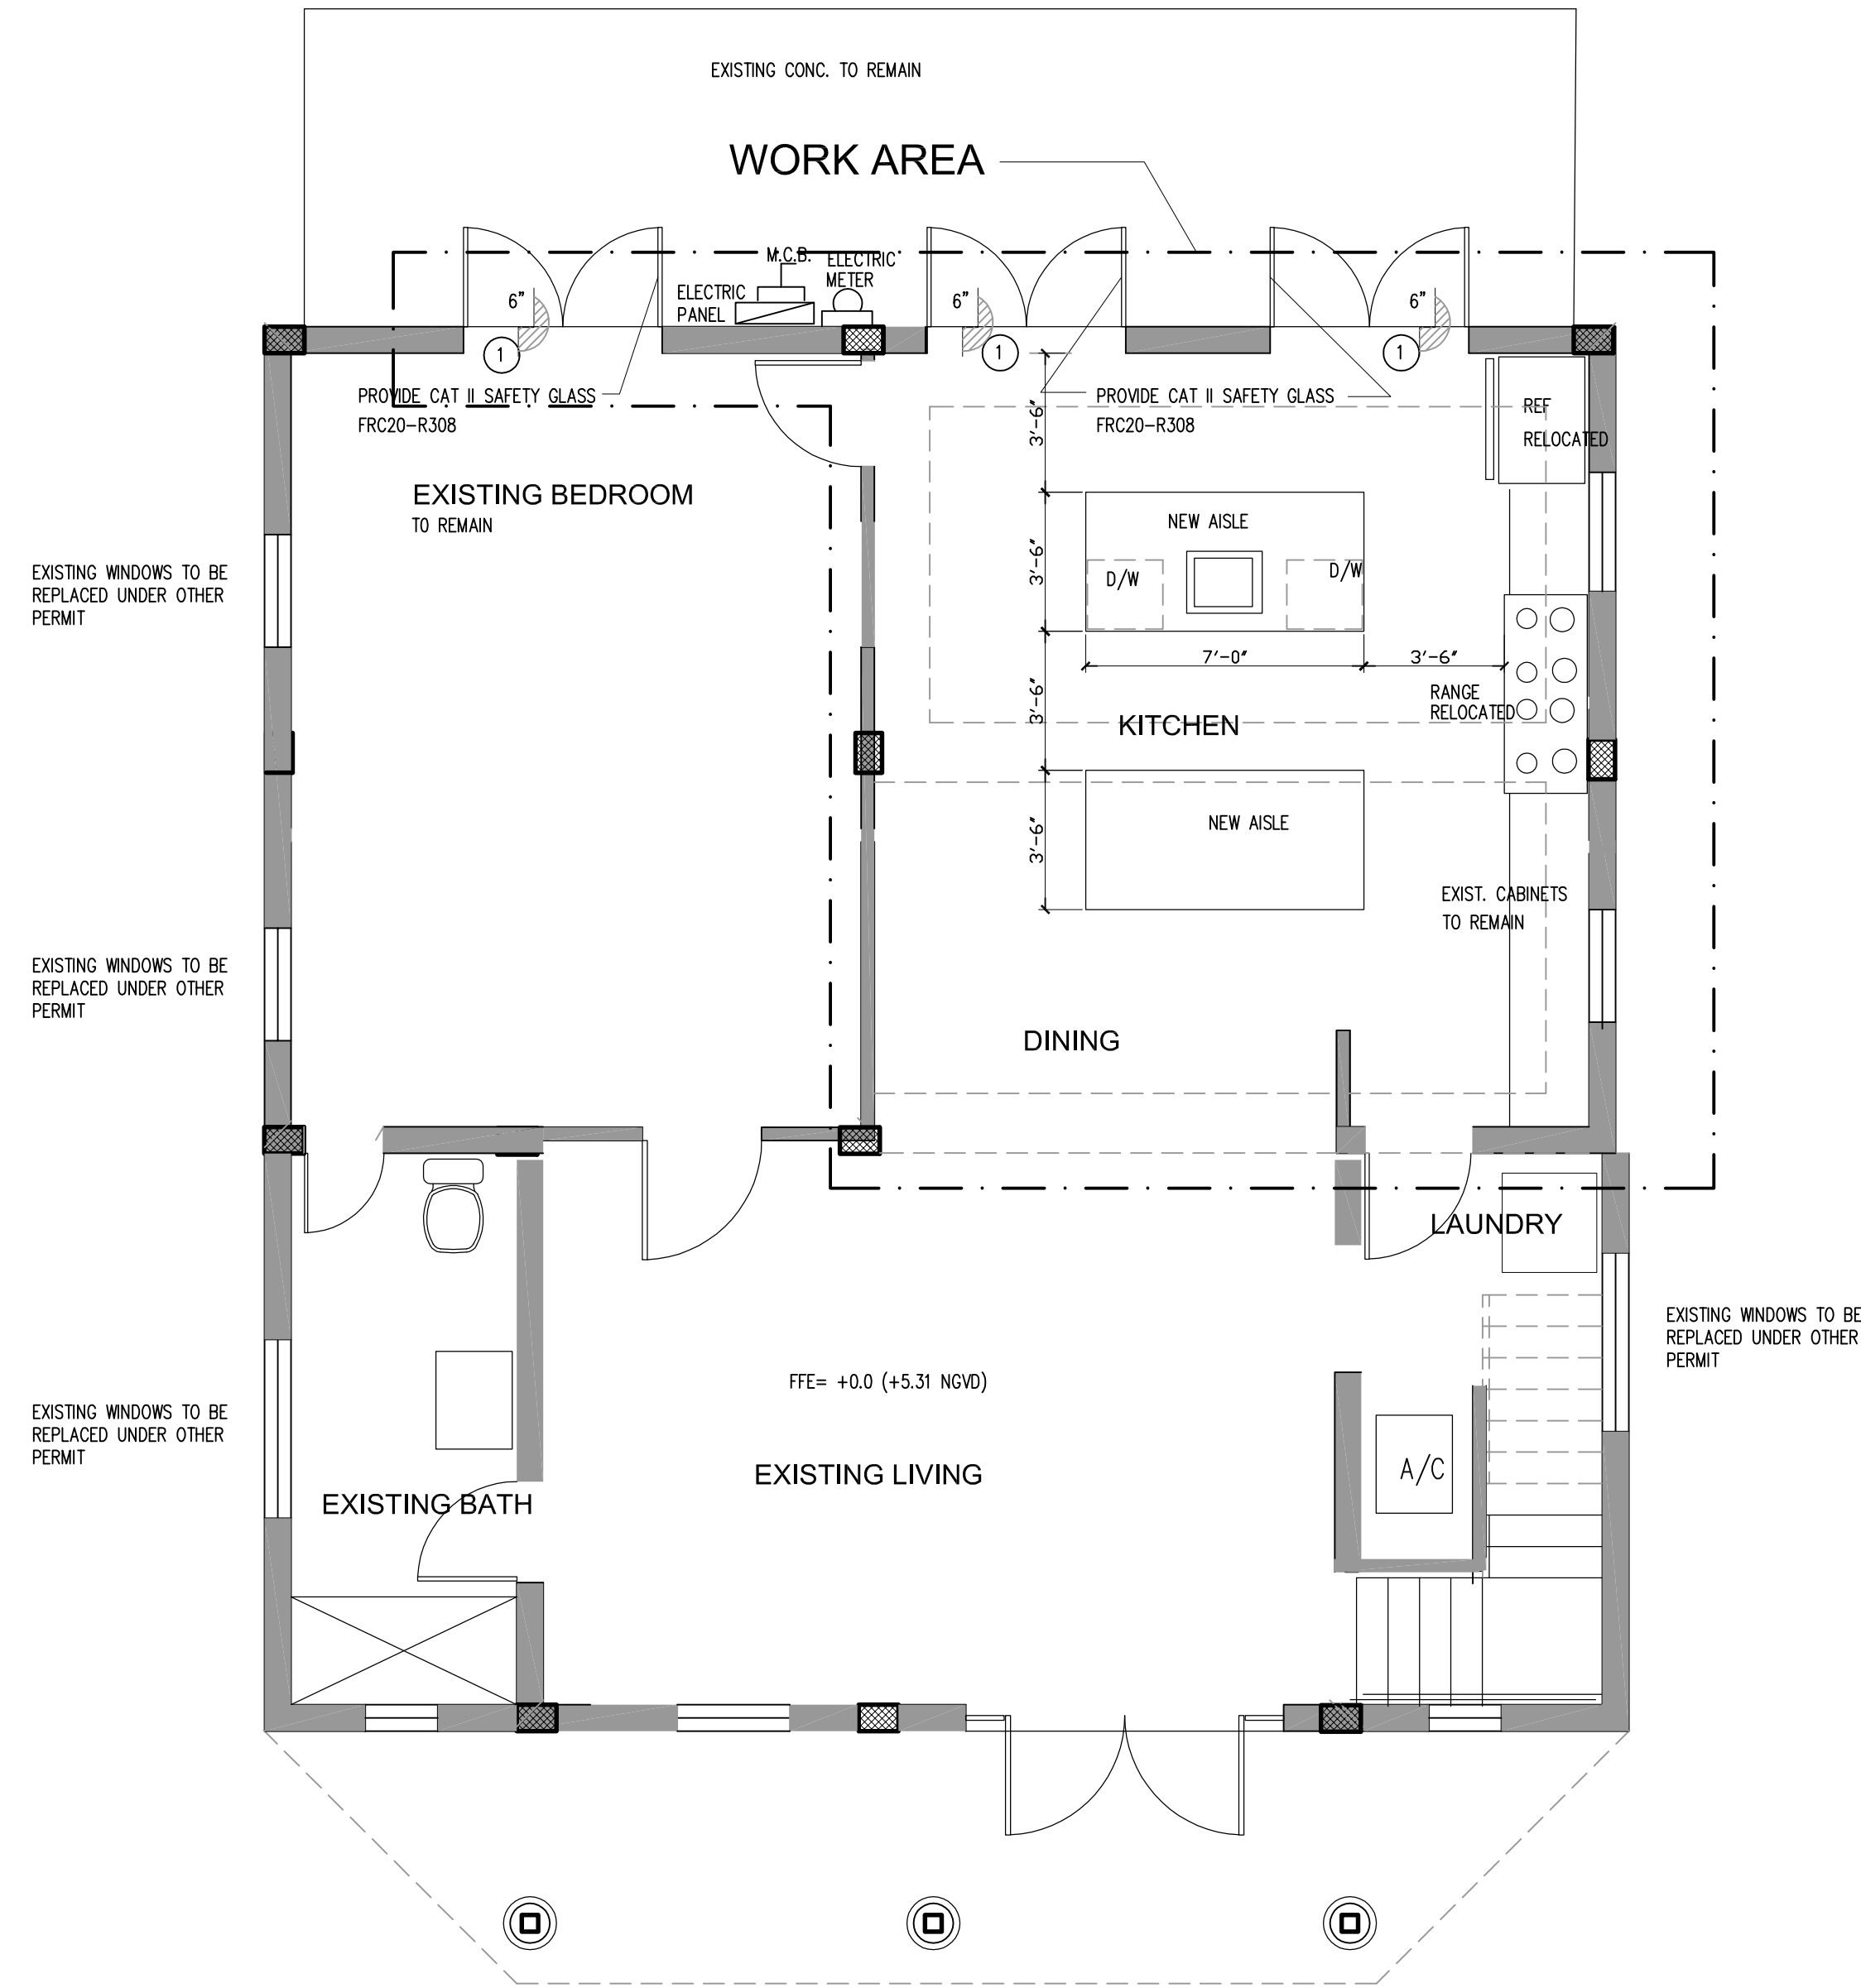 EXISTING CONC. TO REMAIN
WORK AREA
M.C.B.
ELECTRIC
METER
ELECTRIC
PANEL
6"
6"
6"
1
1
1
PROVIDE CAT II SAFETY GLASS
FRC20-R308
PROVIDE CAT II SAFETY GLASS
FRC20-R308
REF
RELOCATED
3'-6"
EXISTING BEDROOM
TO REMAIN
NEW AISLE
3'-6"
D/W
D/W
EXISTING WINDOWS TO BE
REPLACED UNDER OTHER
PERMIT
7'-0"
3'-6"
3'-6"
RANGE
RELOCATED
KITCHEN
3'-6"
NEW AISLE
EXIST. CABINETS
TO REMAIN
EXISTING WINDOWS TO BE
REPLACED UNDER OTHER
PERMIT
DINING
LAUNDRY
EXISTING WINDOWS TO BE
REPLACED UNDER OTHER
PERMIT
FFE= +0.0 (+5.31 NGVD)
EXISTING WINDOWS TO BE
REPLACED UNDER OTHER
PERMIT
EXISTING LIVING
A/C
EXISTING BATH